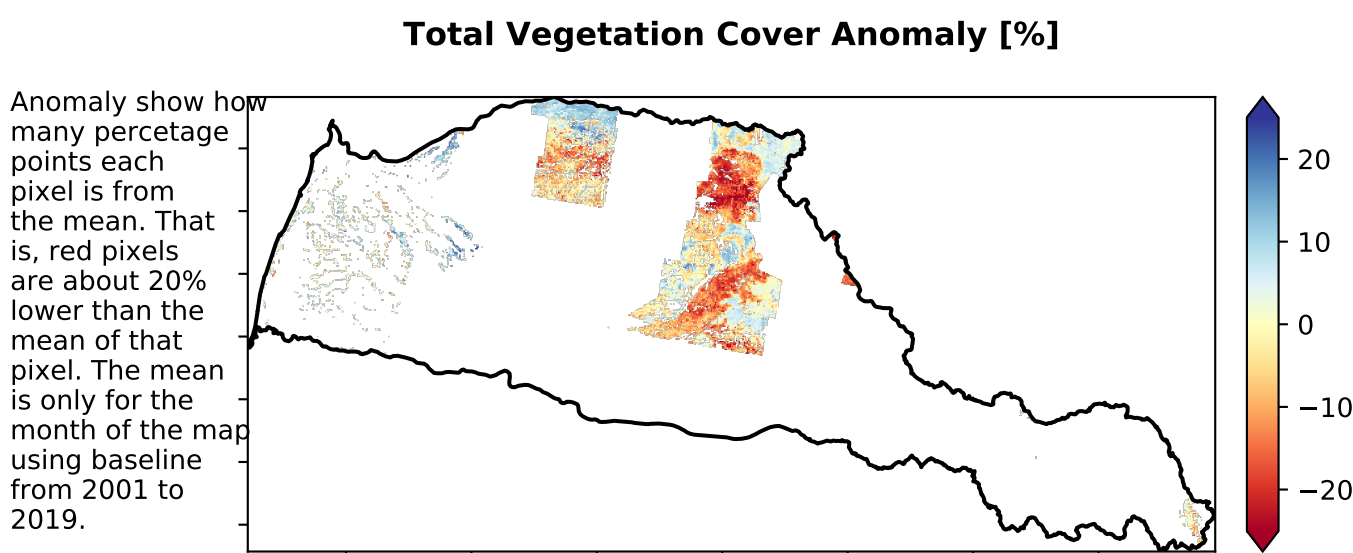 Total Vegetation Cover Anomaly [%]
Anomaly show how
many percetage
points each
pixel is from
the mean. That
is, red pixels
are about 20%
lower than the
mean of that
pixel. The mean
is only for the
month of the map
using baseline
from 2001 to
2019.
20
10
0
−10
−20